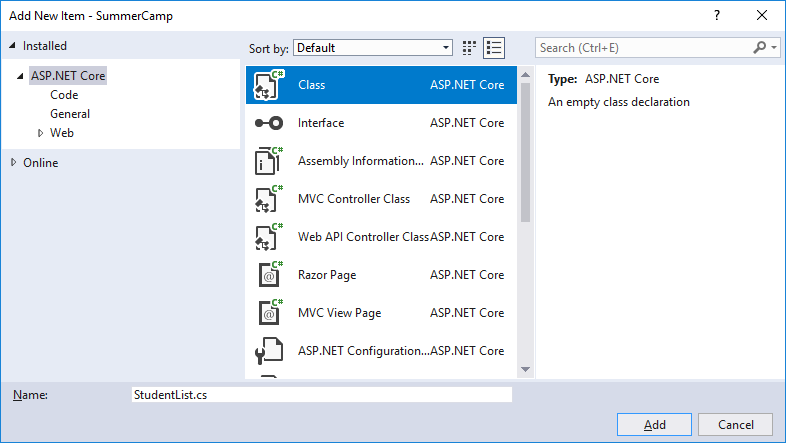 Add New Item - SummerCamp
Installed
Sort by: Default
Search (Ctrl+E)
ASP.NET Core
Code
General
Web
Online
C# Class ASP.NET Core
Interface ASP.NET Core
C# Assembly Information... ASP.NET Core
C# MVC Controller Class ASP.NET Core
C# Web API Controller Class ASP.NET Core
C# @ Razor Page ASP.NET Core
C# @ MVC View Page ASP.NET Core
ASP.NET Configuration... ASP.NET Core
Type: ASP.NET Core
An empty class declaration
Name: StudentList.cs
Add Cancel